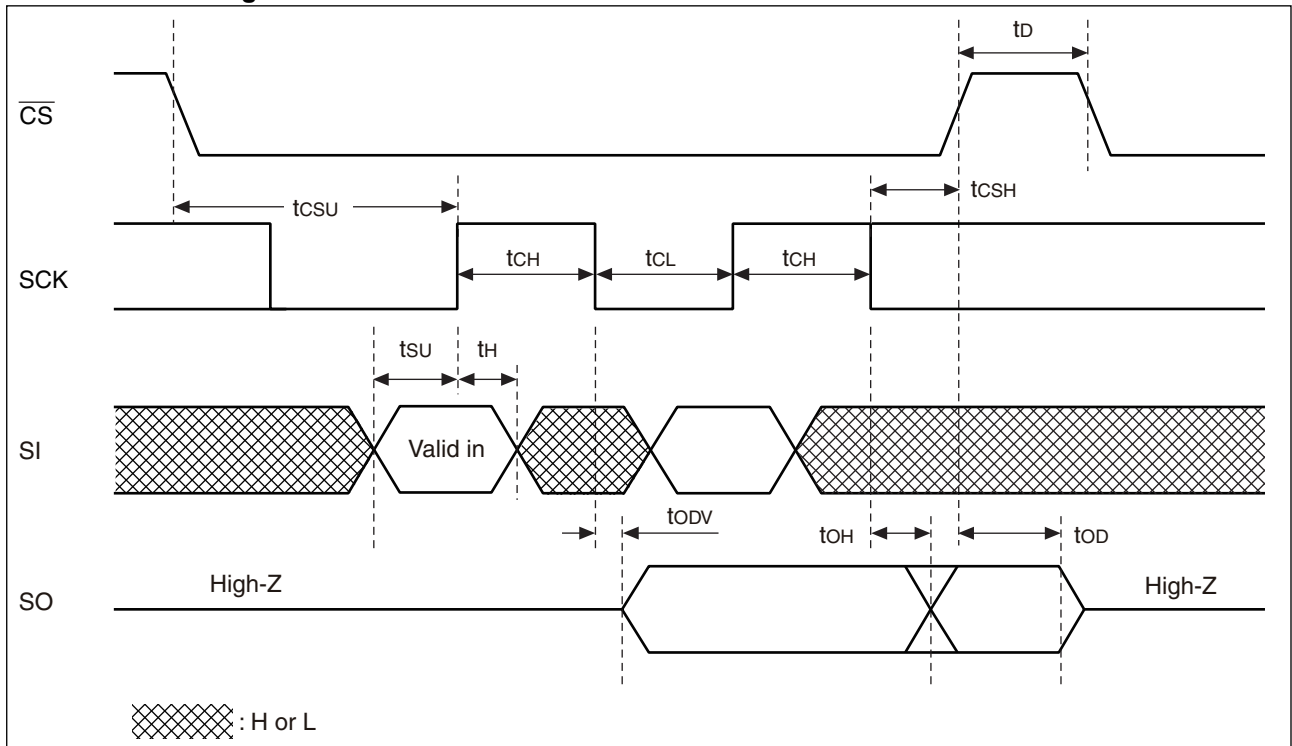 tD
CS
tCSH
tCSU
SCK
tCH
tCL
tCH
tSU
tH
SI
Valid in
tODV
tOH
tOD
SO
High-Z
High-Z
: H or L